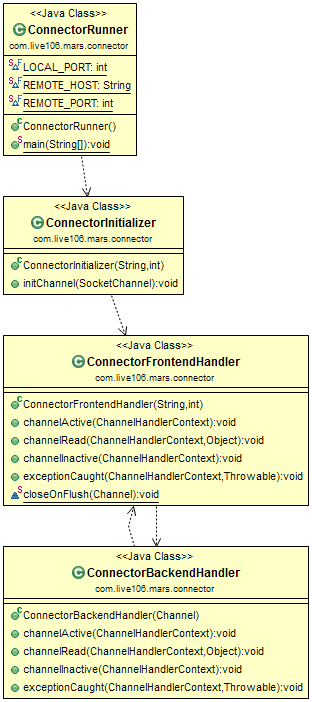 <<Java Class>>
ConnectorRunner
com.live106.mars.connector
LOCAL_PORT: int
REMOTE_HOST: String
REMOTE_PORT: int
ConnectorRunner()
main(String[]):void
<<Java Class>>
ConnectorInitializer
com.live106.mars.connector
ConnectorInitializer(String,int)
initChannel(SocketChannel):void
<<Java Class>>
ConnectorFrontendHandler
com.live106.mars.connector
ConnectorFrontendHandler(String,int)
channelActive(ChannelHandlerContext):void
channelRead(ChannelHandlerContext,Object):void
channelInactive(ChannelHandlerContext):void
exceptionCaught(ChannelHandlerContext,Throwable):void
closeOnFlush(Channel):void
<<Java Class>>
ConnectorBackendHandler
com.live106.mars.connector
ConnectorBackendHandler(Channel)
channelActive(ChannelHandlerContext):void
channelRead(ChannelHandlerContext,Object):void
channelInactive(ChannelHandlerContext):void
exceptionCaught(ChannelHandlerContext,Throwable):void